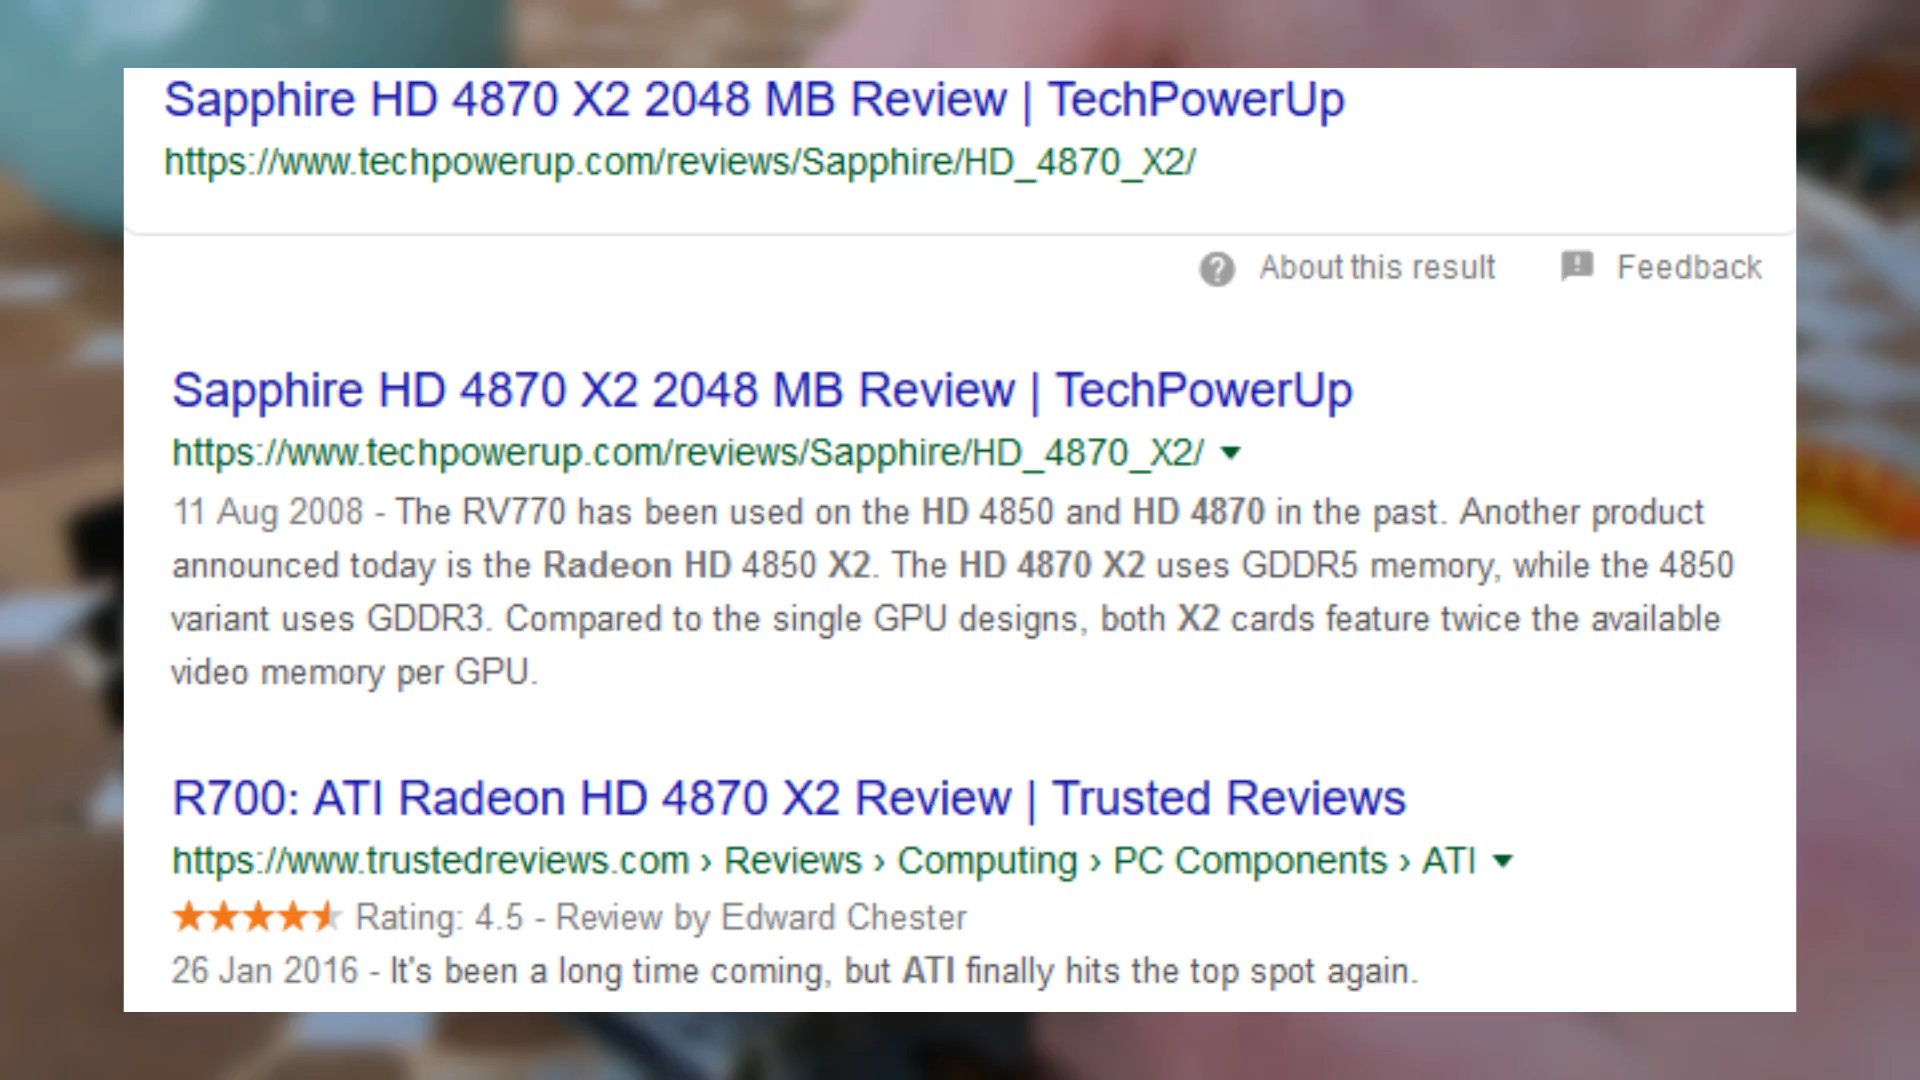 Sapphire HD 4870 X2 2048 MB Review | TechPowerUp
https://www.techpowerup.com/reviews/Sapphire/HD_4870_X2/
About this result Feedback
Sapphire HD 4870 X2 2048 MB Review | TechPowerUp
https://www.techpowerup.com/reviews/Sapphire/HD_4870_X2/
11 Aug 2008 - The RV770 has been used on the HD 4850 and HD 4870 in the past. Another product
announced today is the Radeon HD 4850 X2. The HD 4870 X2 uses GDDR5 memory, while the 4850
variant uses GDDR3. Compared to the single GPU designs, both X2 cards feature twice the available
video memory per GPU.
R700: ATI Radeon HD 4870 X2 Review | Trusted Reviews
https://www.trustedreviews.com › Reviews › Computing › PC Components › ATI
Rating: 4.5 - Review by Edward Chester
26 Jan 2016 - It's been a long time coming, but ATI finally hits the top spot again.